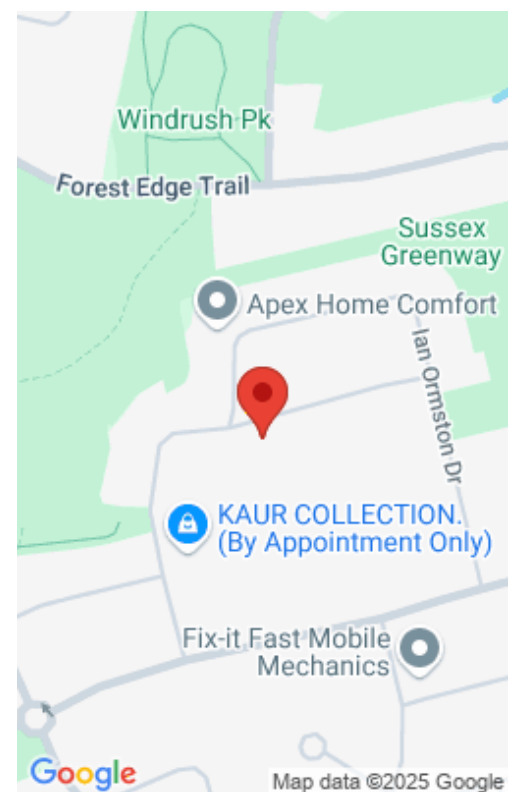 Windrush Pk
Forest Edge Trail
Sussex
Greenway
Apex Home Comfort
Ian Ormston Dr
KAUR COLLECTION.
(By Appointment Only)
Fix-it Fast Mobile
Mechanics
Google
Map data ©2025 Google